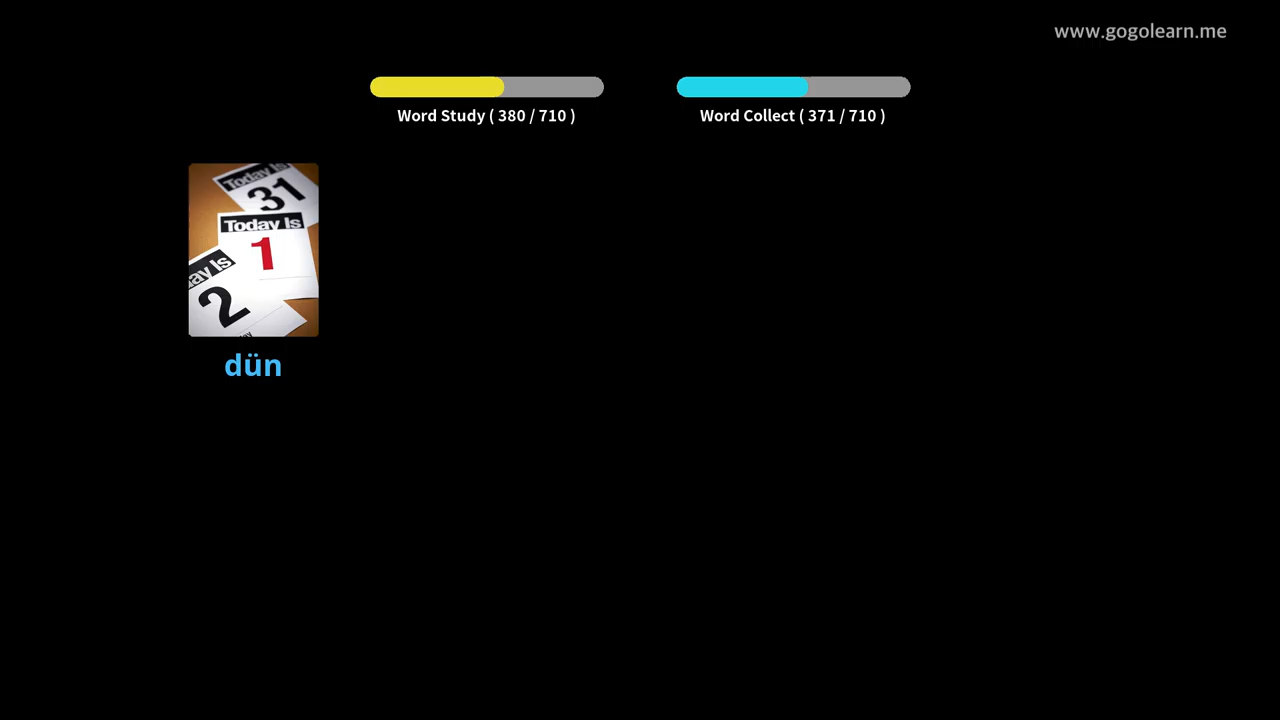 www.gogolearn.me
Word Study ( 380 / 710 )
Word Collect ( 371 / 710 )
Today Is
31
Today Is
1
ay Is
2
dün